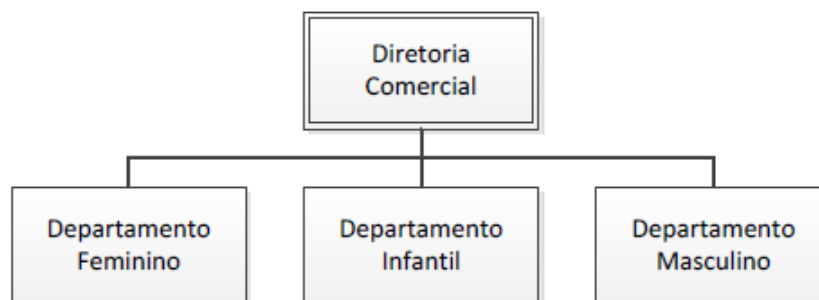 Diretoria
Comercial
Departamento
Feminino
Departamento
Infantil
Departamento
Masculino